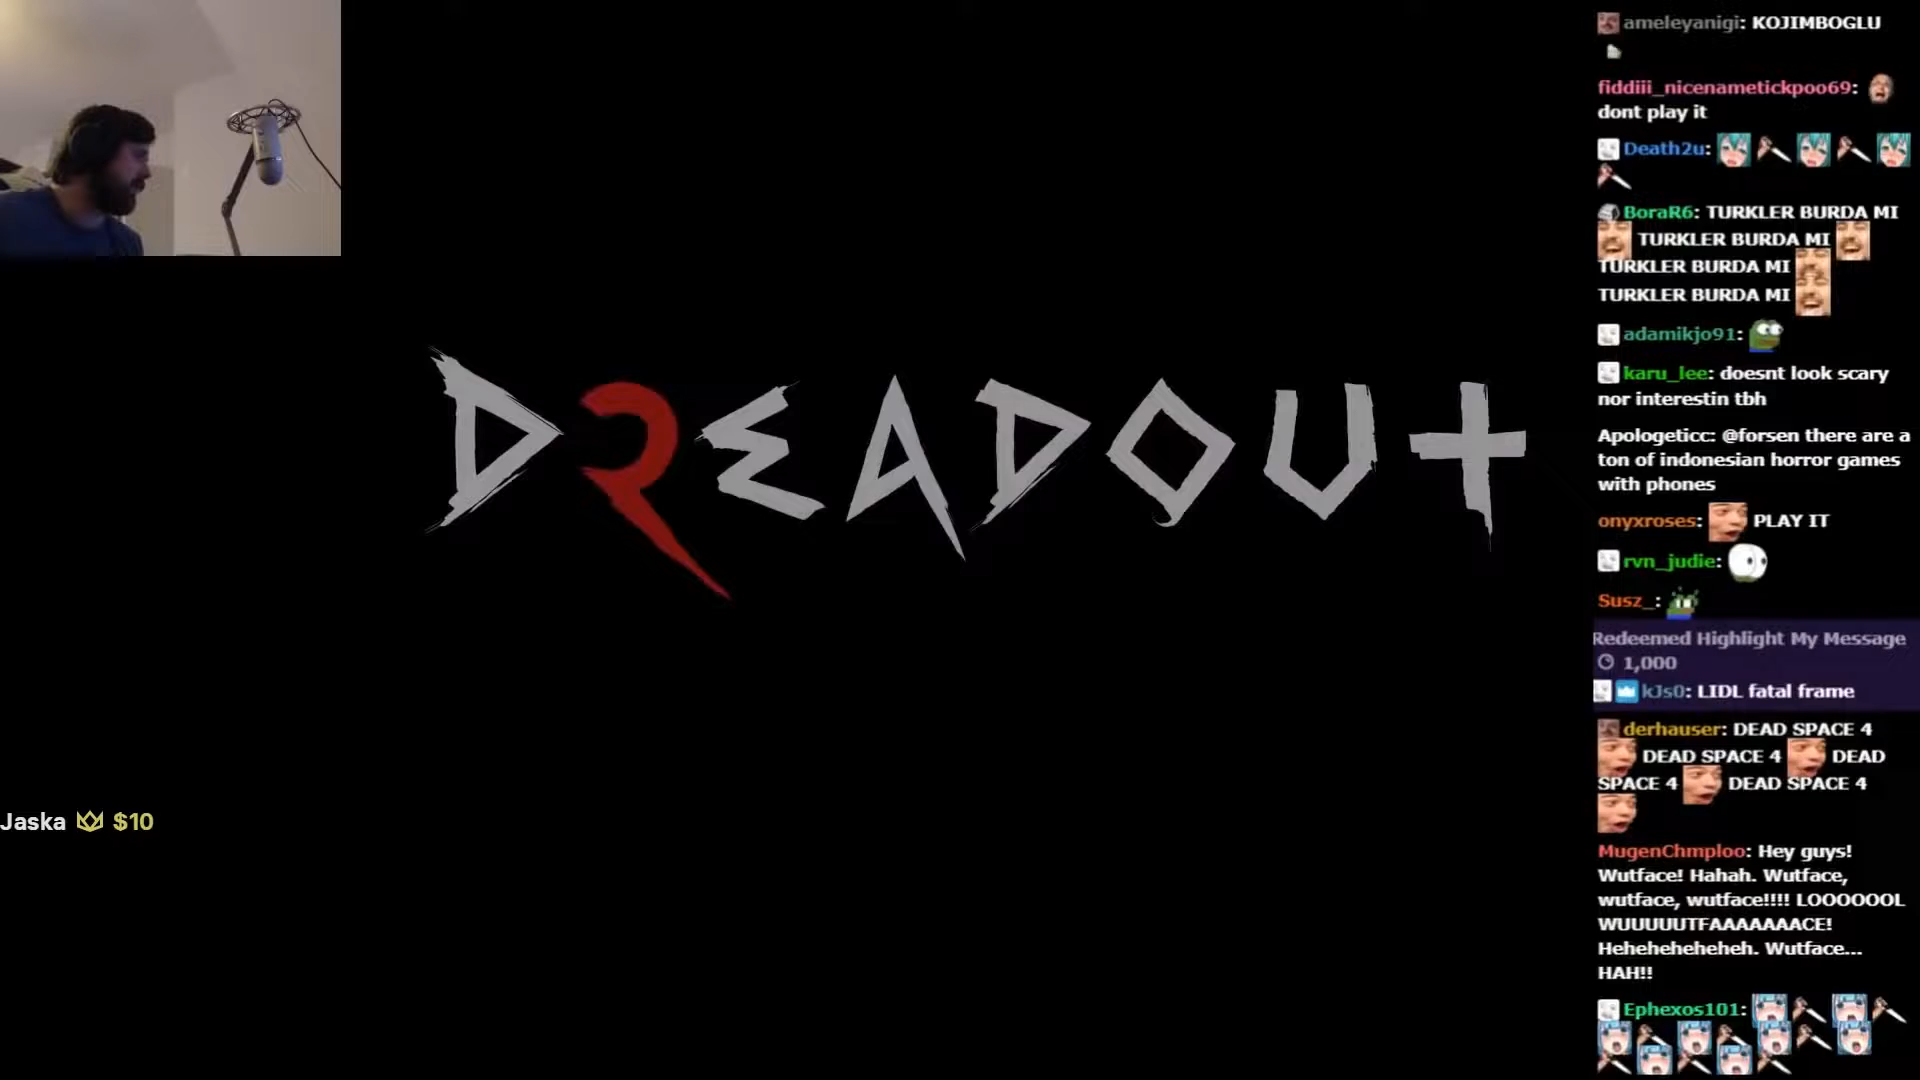 DREADOUT
Jaska $10
ameleyanigi: KOJIMBOGLU
fiddiii_nicenametickpoo69:
dont play it
Death2u:
BoraR6: TURKLER BURDA MI
TURKLER BURDA MI
TURKLER BURDA MI
TURKLER BURDA MI
adamikjo91:
karu_lee: doesnt look scary
nor interestin tbh
Apologeticc: @forsen there are a
ton of indonesian horror games
with phones
onyxroses: PLAY IT
rvn_judie:
Susz_:
Redeemed Highlight My Message
1,000
kJs0: LIDL fatal frame
derhauser: DEAD SPACE 4
DEAD SPACE 4 DEAD
SPACE 4 DEAD SPACE 4
MugenChmploo: Hey guys!
Wutface! Hahah. Wutface,
wutface, wutface!!!! LOOOOOOL
WUUUUUTFAAAAAAACE!
Heheheheheheh. Wutface...
HAH!!
Ephexos101: